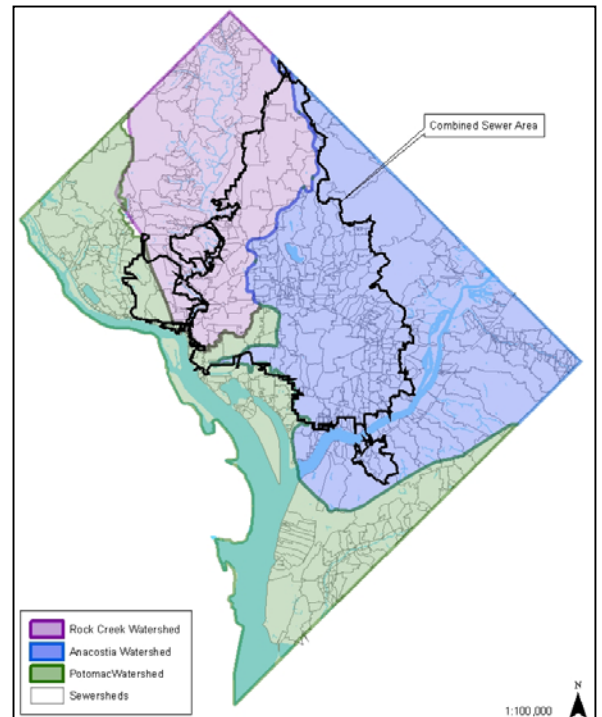 Combined Sewer Area
Rock Creek Watershed
Anacostia Watershed
PotomacWatershed
Sewersheds
N
1:100,000